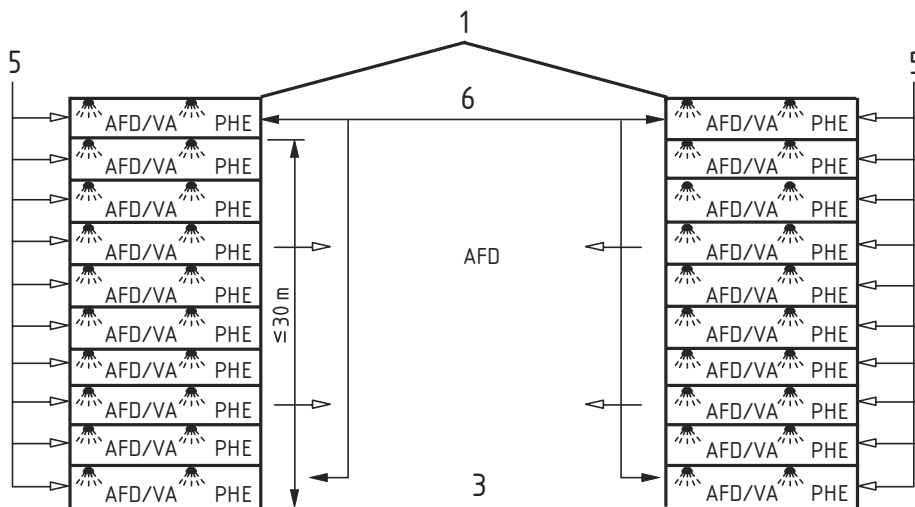 1
5
5
6
AFD/VA PHE AFD/VA PHE
AFD/VA PHE AFD/VA PHE
AFD/VA PHE AFD/VA PHE
AFD/VA PHE AFD AFD/VA PHE
AFD/VA PHE AFD/VA PHE
≤30 m
AFD/VA PHE AFD/VA PHE
AFD/VA PHE AFD/VA PHE
AFD/VA PHE AFD/VA PHE
AFD/VA PHE AFD/VA PHE
AFD/VA PHE 3 AFD/VA PHE